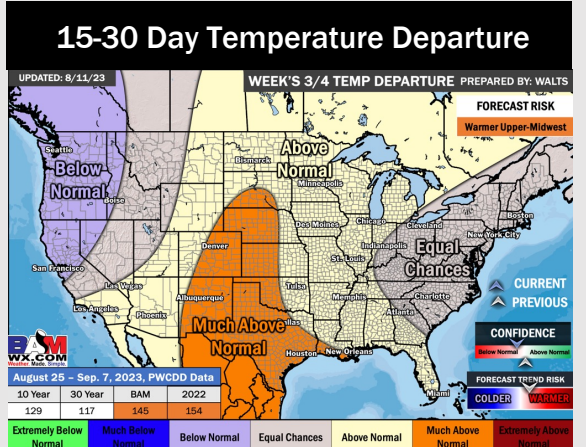 15-30 Day Temperature Departure
UPDATED: 8/11/23
WEEK'S 3/4 TEMP DEPARTURE PREPARED BY: WALTS
FORECAST RISK
Warmer Upper-Midwest
Seattle
Below
Normal
Boise
Bismarck
Above
Normal
Minneapolis
Des Moines
Chicago
Cleveland
Boston
New York City
Indianapolis
Equal
Chances
San Francisco
Denver
St. Louis
Las Vegas
Los Angeles
Phoenix
Albuquerque
Tulsa
Memphis
Charlotte
Atlanta
Much Above
Normal
llas
Houston
New Orleans
Miami
CURRENT
PREVIOUS
CONFIDENCE
Below Normal
Above Normal
FORECAST TREND RISK
COLDER
WARMER
BAM
WX.COM
Weather Made. Simple.
August 25 – Sep. 7, 2023, PWCDD Data
10 Year 30 Year BAM 2022
129 117 145 154
Extremely Below
Normal
Much Below
Normal
Below Normal
Equal Chances
Above Normal
Much Above
Normal
Extremely Above
Normal